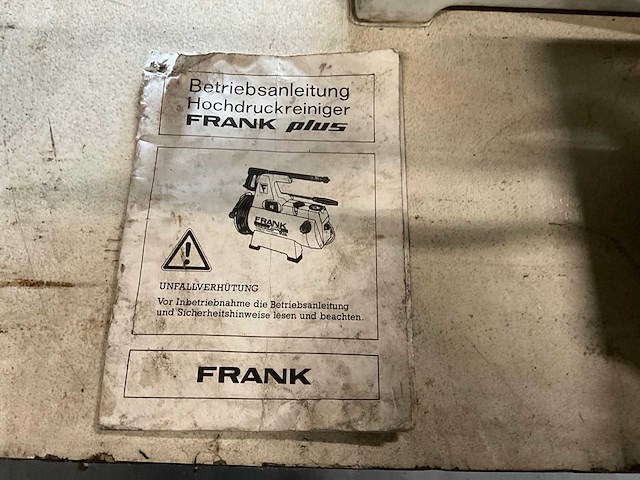 Betriebsanleitung
Hochdruckreiniger
FRANK plus
FRANK
UNFALLVERHÜTUNG
Vor Inbetriebnahme die Betriebsanleitung
und Sicherheitshinweise lesen und beachten.
FRANK